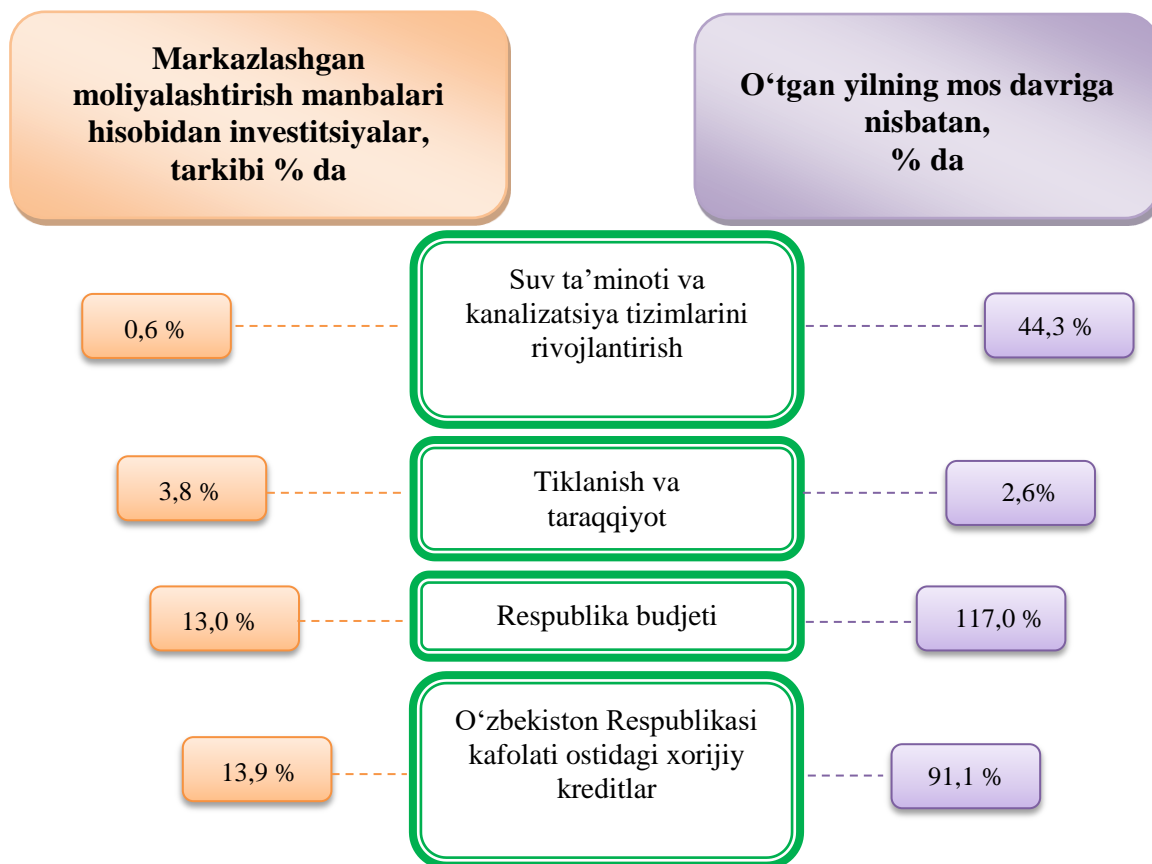 Markazlashgan
moliyalashtirish manbalari
hisobidan investitsiyalar,
tarkibi % da
O‘tgan yilning mos davriga
nisbatan,
% da
0,6 %
Suv ta’minoti va
kanalizatsiya tizimlarini
rivojlantirish
44,3 %
3,8 %
Tiklanish va
taraqqiyot
2,6%
13,0 %
Respublika budjeti
117,0 %
13,9 %
O‘zbekiston Respublikasi
kafolati ostidagi xorijiy
kreditlar
91,1 %